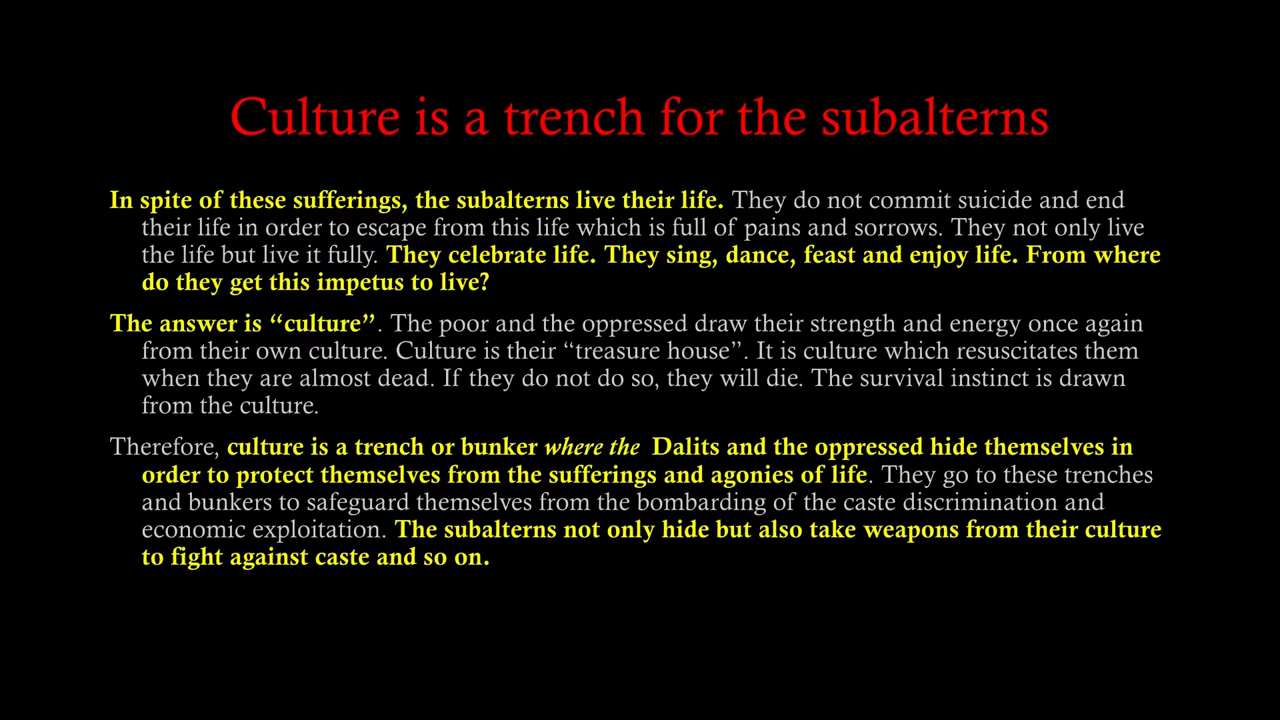 Culture is a trench for the subalterns
In spite of these sufferings, the subalterns live their life. They do not commit suicide and end
their life in order to escape from this life which is full of pains and sorrows. They not only live
the life but live it fully. They celebrate life. They sing, dance, feast and enjoy life. From where
do they get this impetus to live?
The answer is “culture”. The poor and the oppressed draw their strength and energy once again
from their own culture. Culture is their “treasure house”. It is culture which resuscitates them
when they are almost dead. If they do not do so, they will die. The survival instinct is drawn
from the culture.
Therefore, culture is a trench or bunker where the Dalits and the oppressed hide themselves in
order to protect themselves from the sufferings and agonies of life. They go to these trenches
and bunkers to safeguard themselves from the bombarding of the caste discrimination and
economic exploitation. The subalterns not only hide but also take weapons from their culture
to fight against caste and so on.